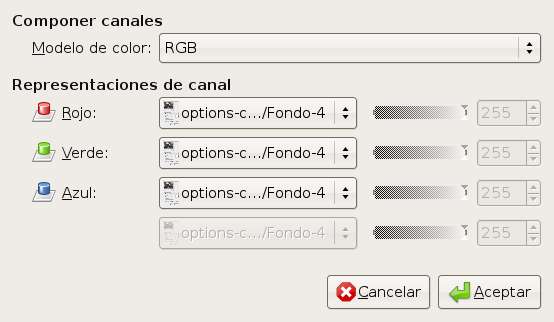 Componer canales
Modelo de color: RGB
Representaciones de canal
Rojo: options-c.../Fondo-4 255
Verde: options-c.../Fondo-4 255
Azul: options-c.../Fondo-4 255
options-c.../Fondo-4 255
Cancelar Aceptar